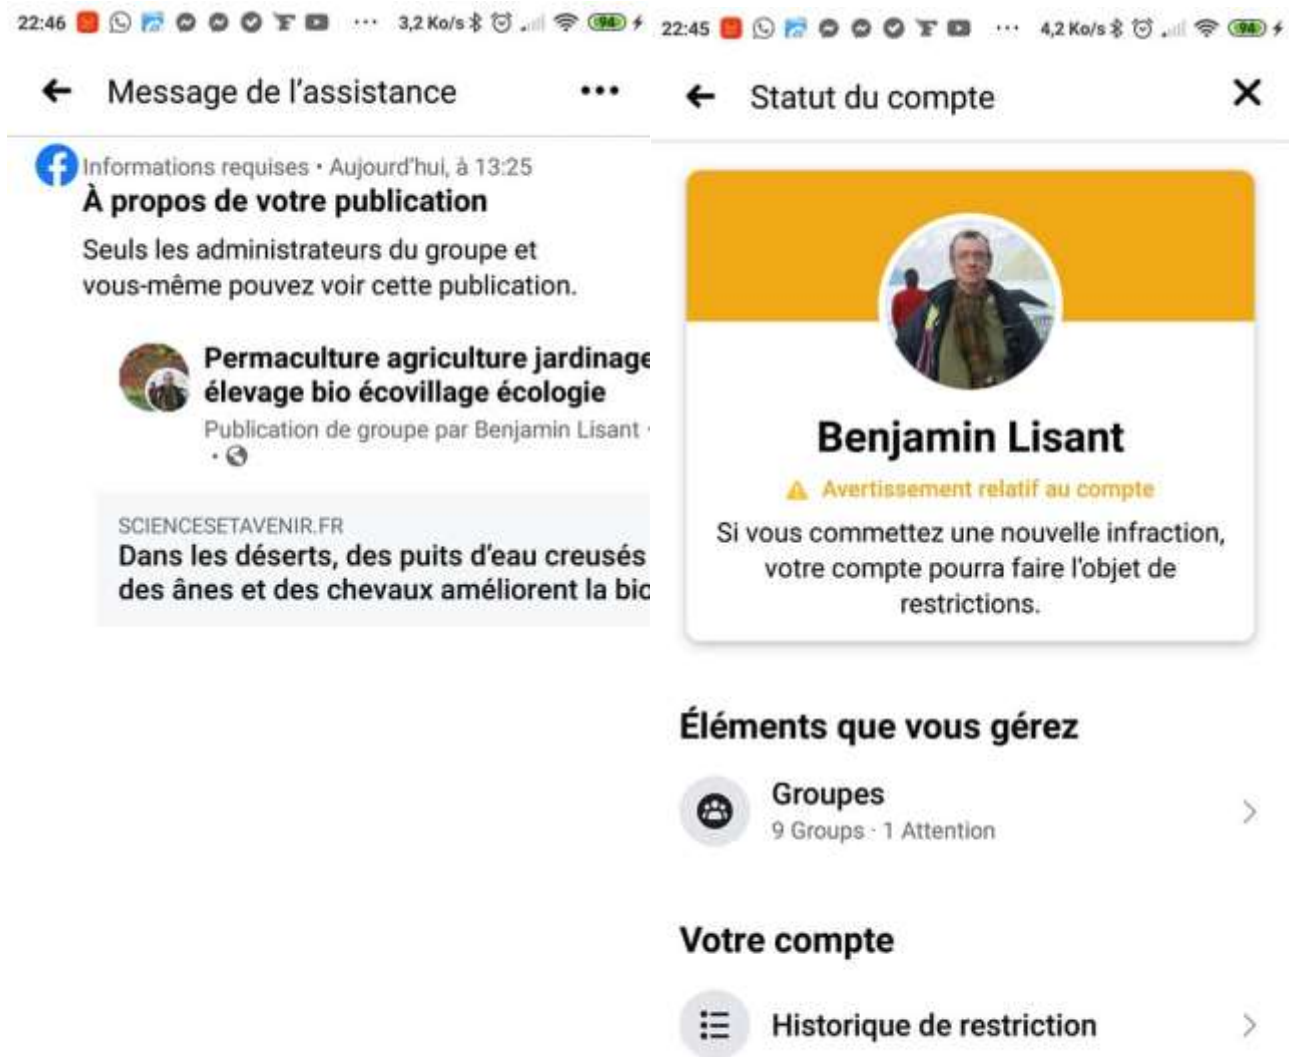 22:46
3,2 Ko/s
94
Message de l’assistance
Informations requises • Aujourd’hui, à 13:25
À propos de votre publication
Seuls les administrateurs du groupe et
vous-même pouvez voir cette publication.
Permaculture agriculture jardinage
élevage bio écovillage écologie
Publication de groupe par Benjamin Lisant ·
SCIENCESETAVENIR.FR
Dans les déserts, des puits d’eau creusés
des ânes et des chevaux améliorent la bio
22:45
4,2 Ko/s
94
Statut du compte
Benjamin Lisant
Avertissement relatif au compte
Si vous commettez une nouvelle infraction,
votre compte pourra faire l’objet de
restrictions.
Éléments que vous gérez
Groupes
9 Groups · 1 Attention
Votre compte
Historique de restriction